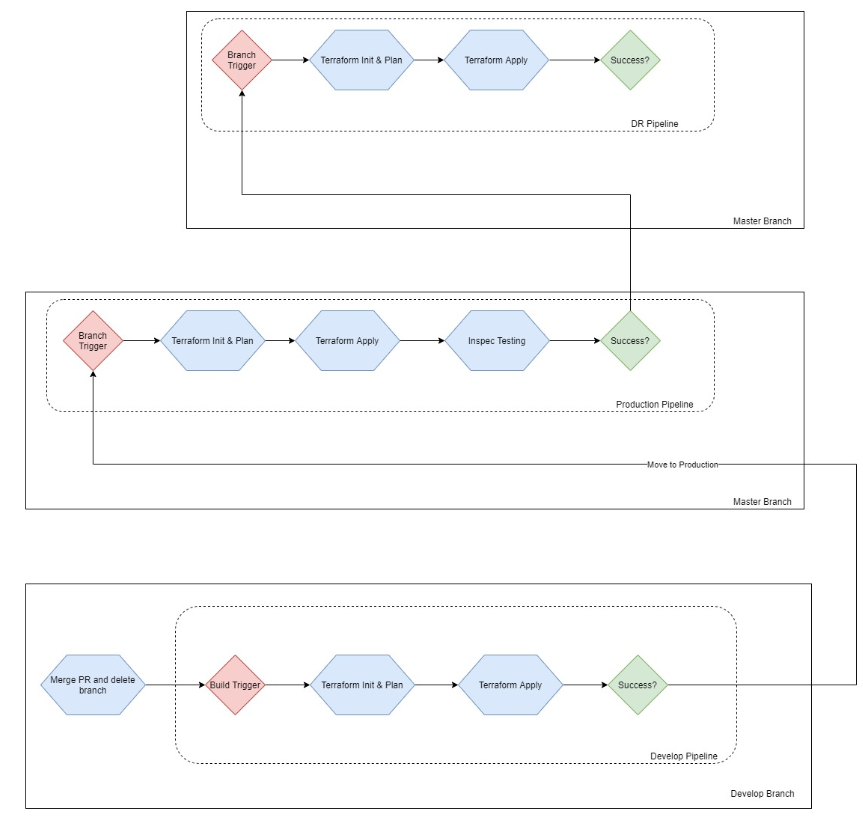 Branch
Trigger
Terraform Init & Plan
Terraform Apply
Success?
DR Pipeline
Master Branch
Branch
Trigger
Terraform Init & Plan
Terraform Apply
Inspec Testing
Success?
Production Pipeline
Move to Production
Master Branch
Merge PR and delete
branch
Build Trigger
Terraform Init & Plan
Terraform Apply
Success?
Develop Pipeline
Develop Branch